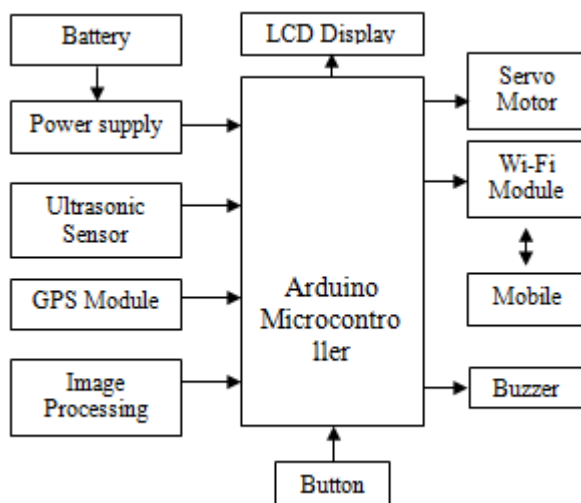 Battery
LCD Display
Servo
Motor
Power supply
Wi-Fi
Module
Ultrasonic
Sensor
GPS Module
Arduino
Microcontro
ller
Mobile
Image
Processing
Buzzer
Button